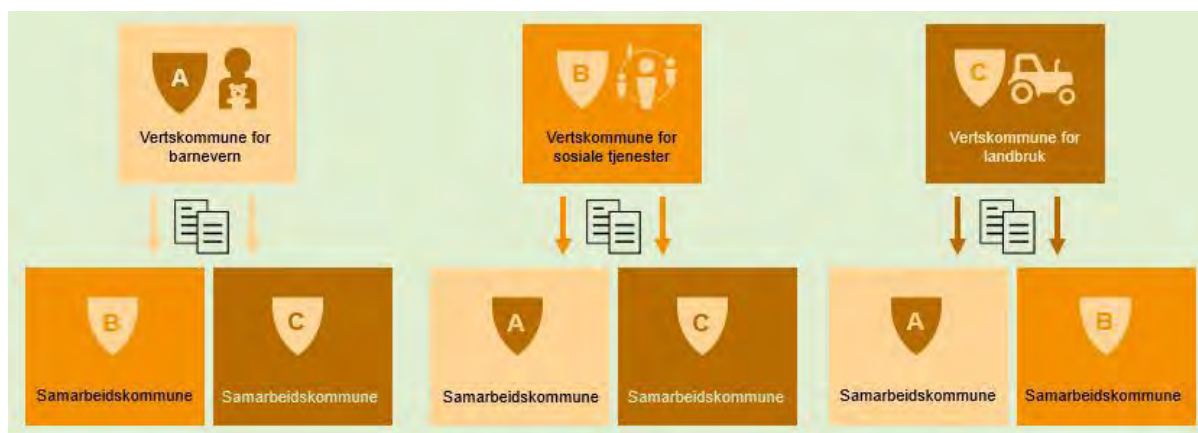 A
Vertskommune for
barnevern
B
Vertskommune for
sosiale tjenester
C
Vertskommune for
landbruk
B
Samarbeidskommune
C
Samarbeidskommune
A
Samarbeidskommune
C
Samarbeidskommune
A
Samarbeidskommune
B
Samarbeidskommune